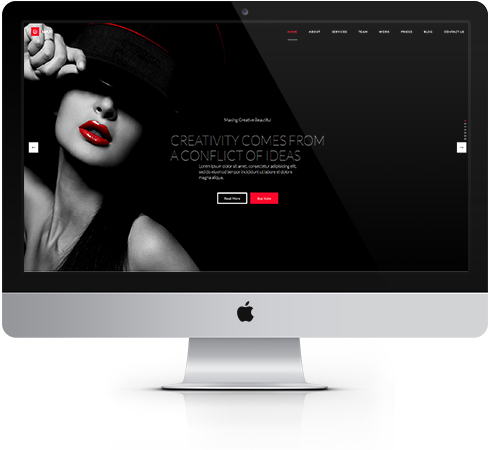 HOME ABOUT SERVICES TEAM WORK PRICES BLOG CONTACT US
Making Creative Beautiful
CREATIVITY COMES FROM
A CONFLICT OF IDEAS
Lorem ipsum dolor sit amet, consectetur adipisicing elit,
sed do eiusmod tempor incididunt ut labore et dolore
magna aliqua.
Read More Buy Now